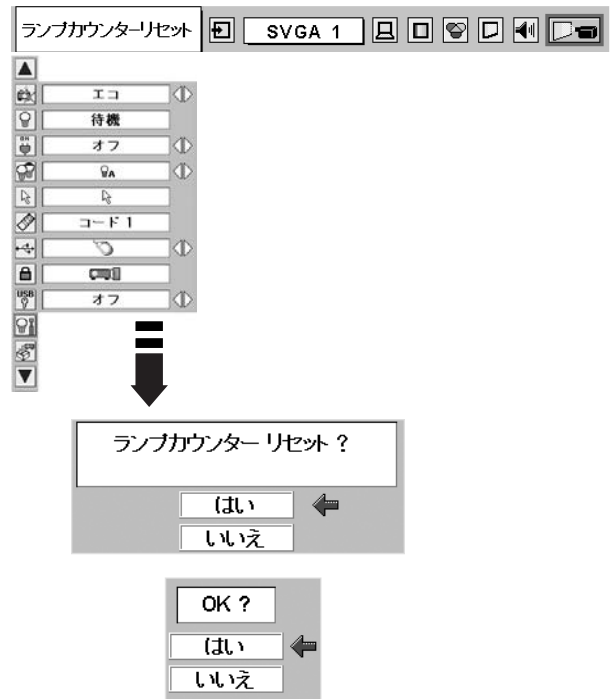 ランプカウンターリセット SVGA 1
エコ
ON
待機
オフ
A
コード 1
USB
オフ
ランプカウンター リセット ?
はい
いいえ
OK ?
はい
いいえ